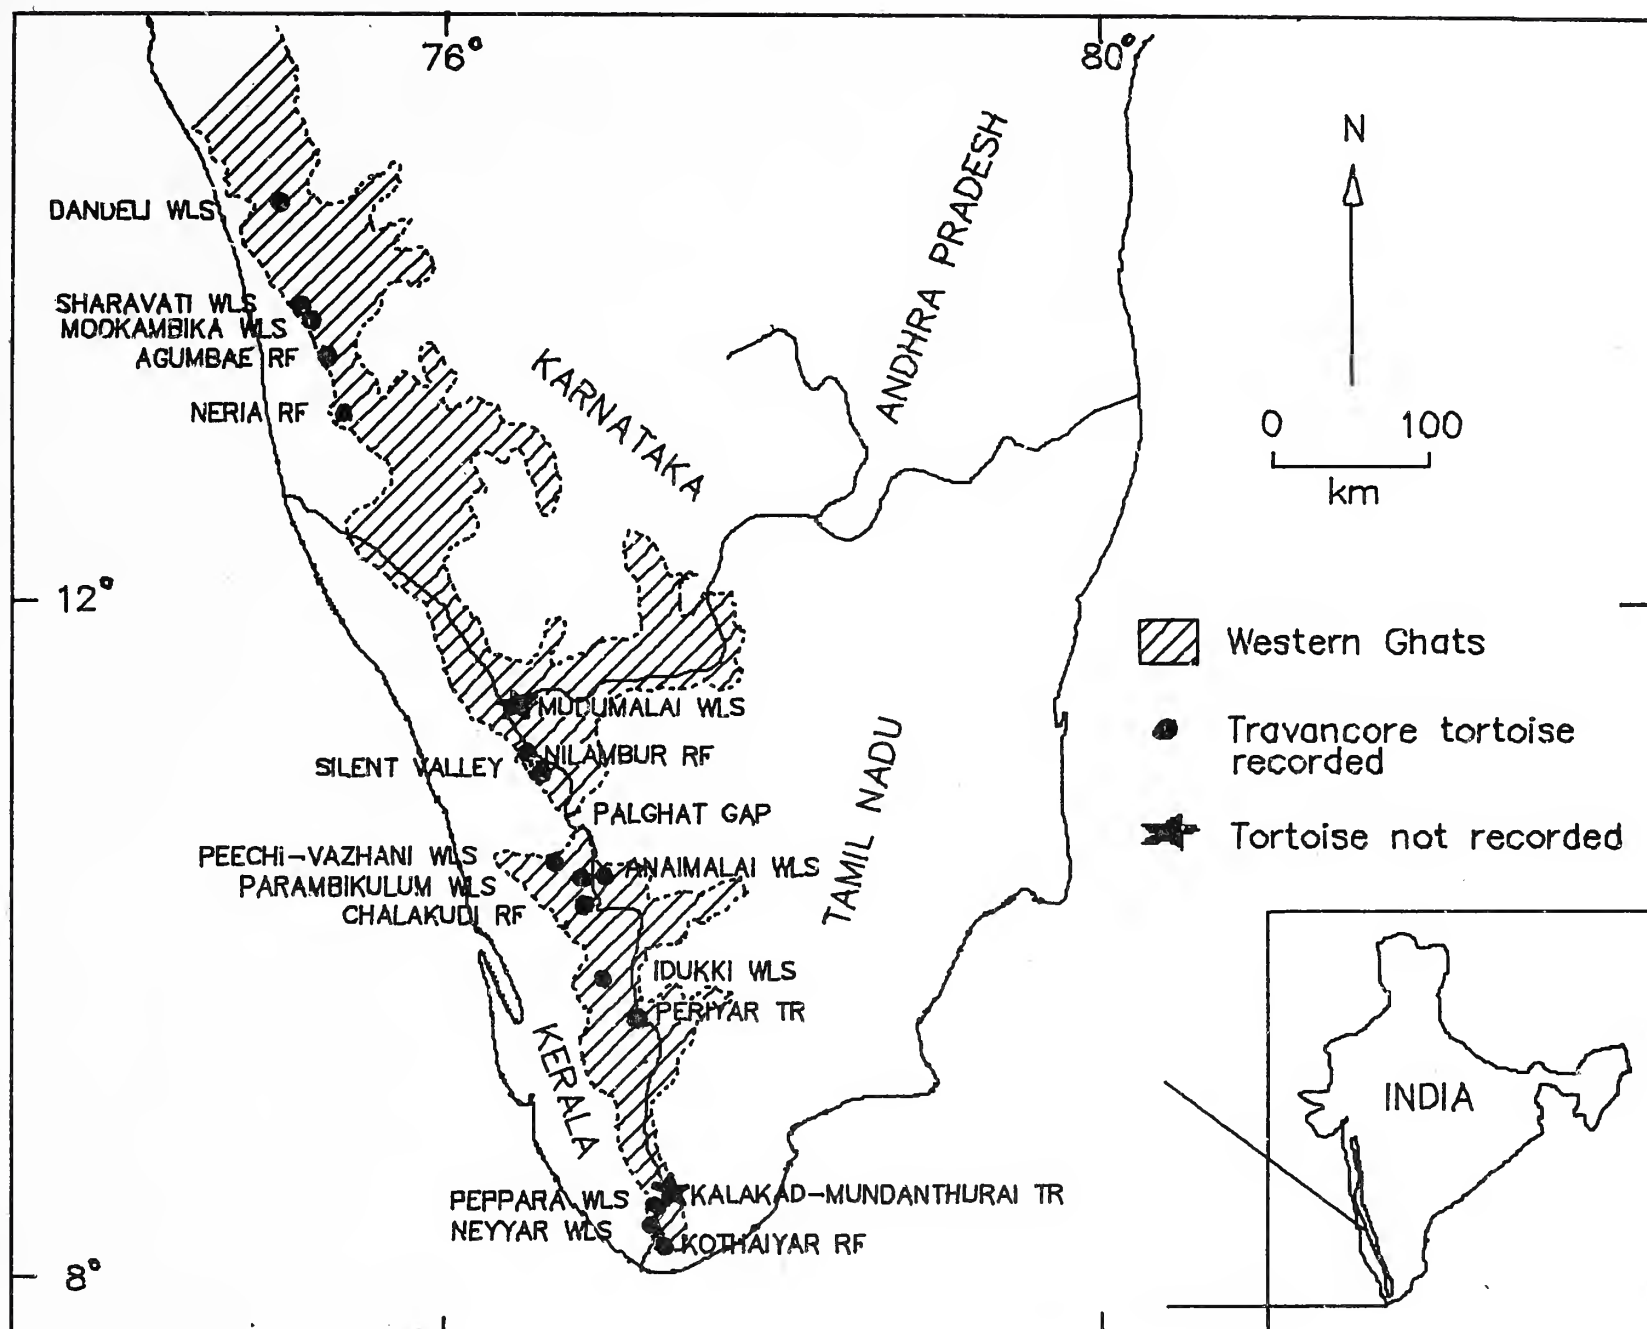 76°
80°
N
ANDHRA PRADESH
DANDELI WLS
SHARAVATI WLS
MOOKAMBIKA WLS
AGUMBAE RF
KARNATAKA
NERIA RF
0 100
km
12°
Western Ghats
MUDUMALAI WLS
Travancore tortoise
recorded
NILAMBUR RF
SILENT VALLEY
TAMIL NADU
PALGHAT GAP
Tortoise not recorded
PEECHI-VAZHANI WLS
ANAIMALAI WLS
PARAMBIKULUM WLS
CHALAKUDI RF
IDUKKI WLS
PERIYAR TR
KERALA
INDIA
KALAKAD-MUNDANTHURAI TR
PEPPARA WLS
NEYYAR WLS
KOTHAIYAR RF
8°